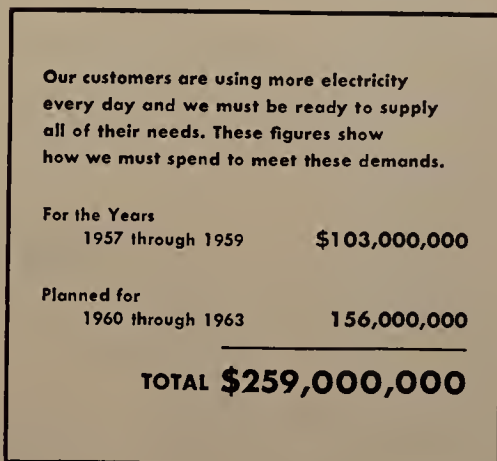 Our customers are using more electricity
every day and we must be ready to supply
all of their needs. These figures show
how we must spend to meet these demands.
For the Years
1957 through 1959 $103,000,000
Planned for
1960 through 1963 156,000,000
TOTAL $259,000,000